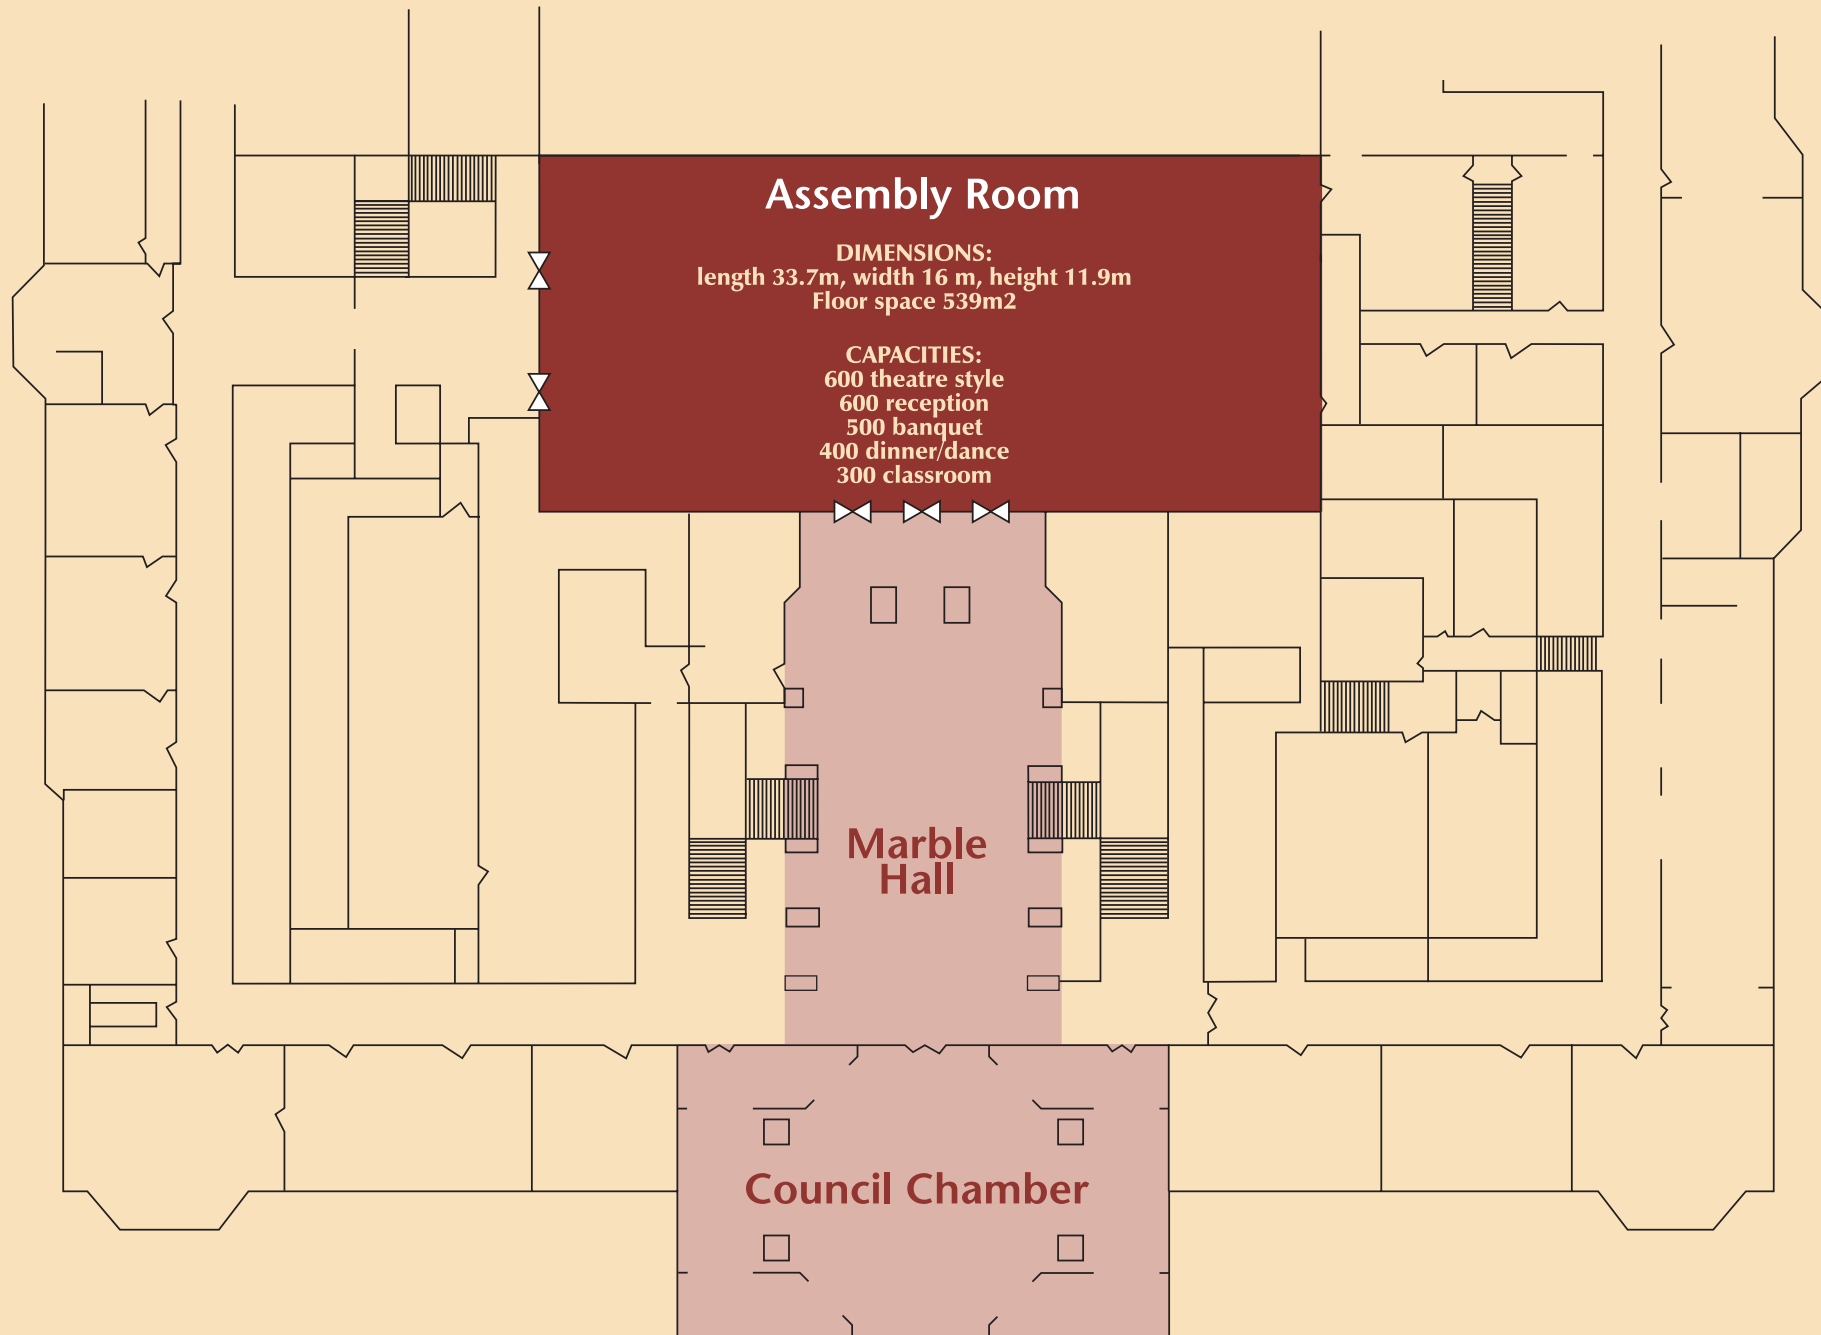 Assembly Room
DIMENSIONS:
length 33.7m, width 16 m, height 11.9m
Floor space 539m2
CAPACITIES:
600 theatre style
600 reception
500 banquet
400 dinner/dance
300 classroom
Marble
Hall
Council Chamber